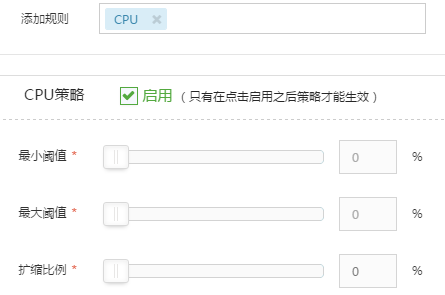 添加规则 CPU ×
CPU策略 启用（只有在点击启用之后策略才能生效）
最小阈值 * 0 %
最大阈值 * 0 %
扩缩比例 * 0 %